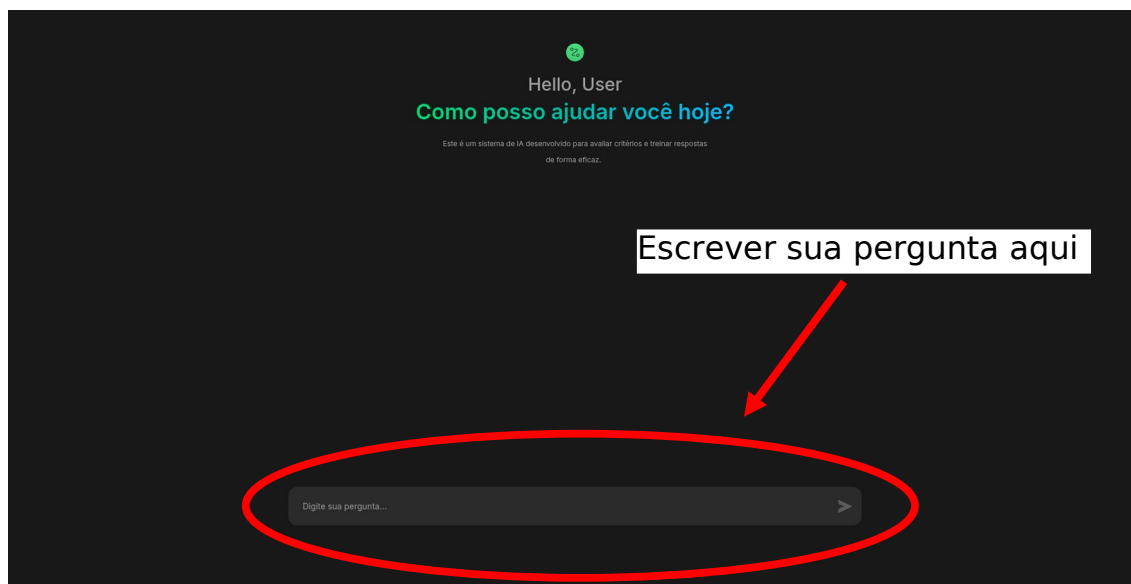 Hello, User
Como posso ajudar você hoje?
Este é um sistema de IA desenvolvido para avaliar critérios e treinar respostas
de forma eficaz.
Escrever sua pergunta aqui
Digite sua pergunta...